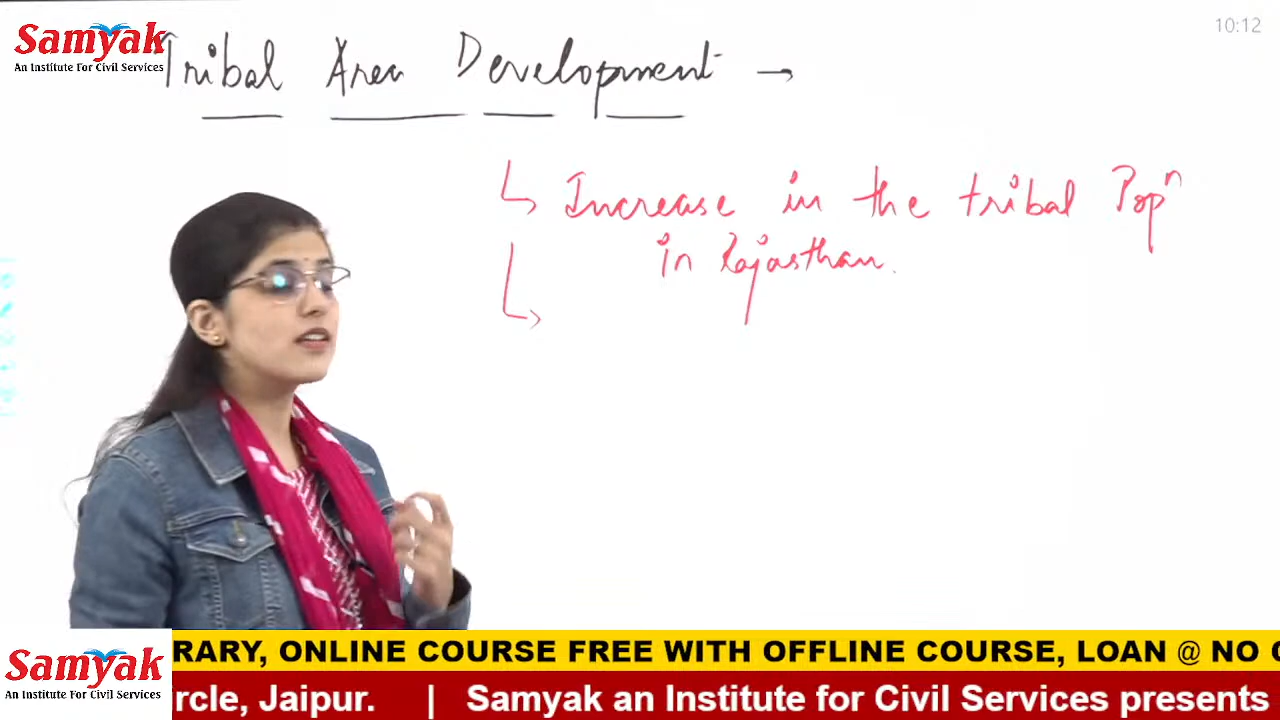 Samyak
An Institute For Civil Services
10:12
Tribal Area Development →
Increase in the tribal Popⁿ
in Rajasthan.
Samyak
An Institute For Civil Services
RARY, ONLINE COURSE FREE WITH OFFLINE COURSE, LOAN @ NO
rcle, Jaipur. | Samyak an Institute for Civil Services presents